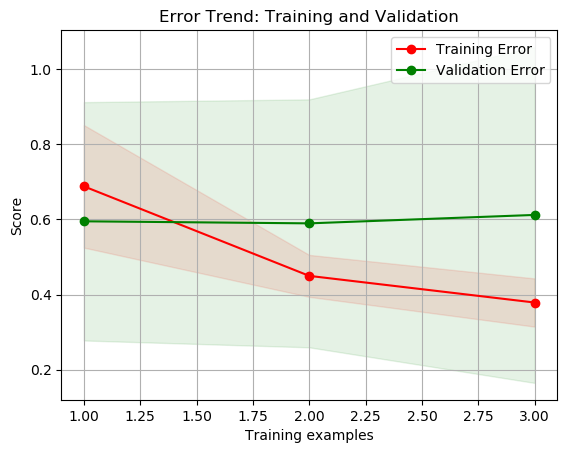 Error Trend: Training and Validation
Training Error
Validation Error
1.0
0.8
0.6
0.4
0.2
Score
1.00 1.25 1.50 1.75 2.00 2.25 2.50 2.75 3.00
Training examples